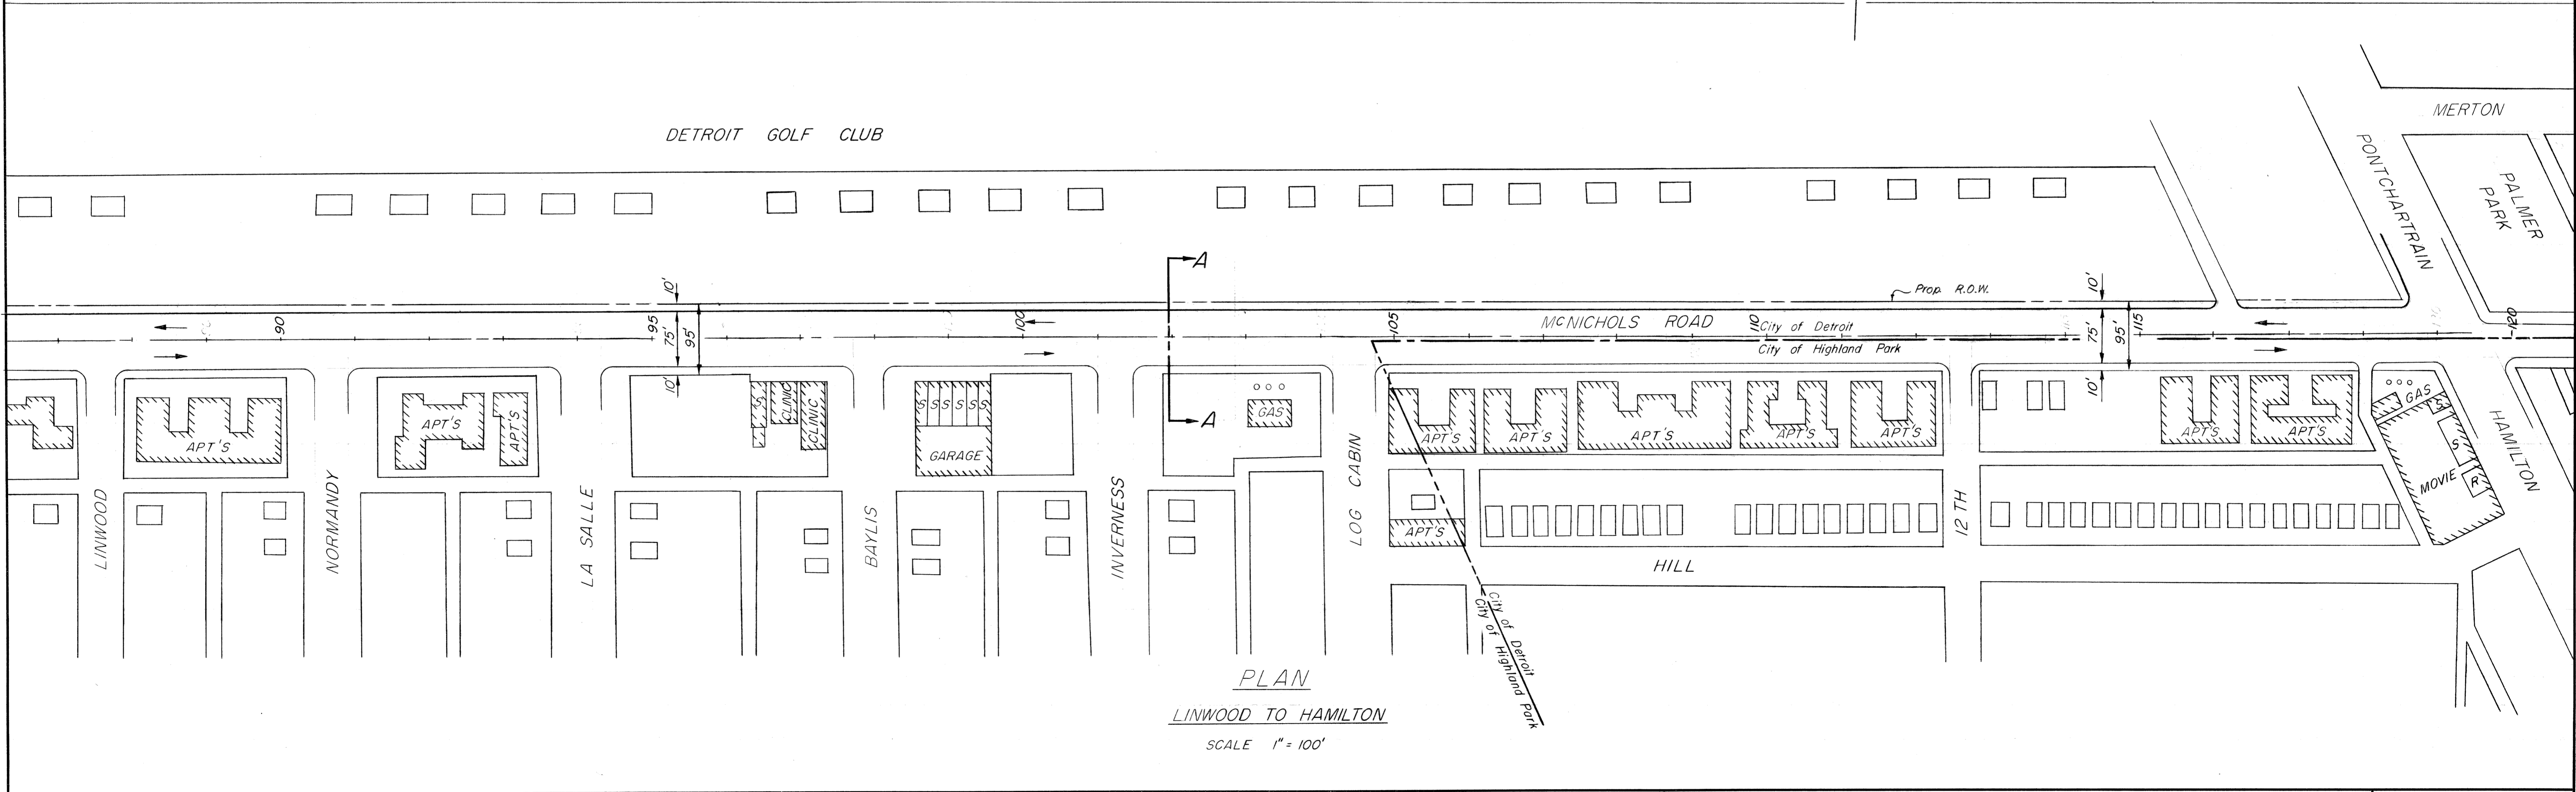 MERTON
DETROIT GOLF CLUB
PONTCHARTRAIN
PALMER
PARK
A
10'
10'
Prop. R.O.W.
90
95
75'
95'
100
105
McNICHOLS ROAD
110
City of Detroit
City of Highland Park
75'
95'
115
120
10'
10'
A
APT'S
APT'S
APT'S
S
CLINIC
CLINIC
S S S S S S
GARAGE
GAS
APT'S
APT'S
APT'S
APT'S
APT'S
APT'S
APT'S
GAS
S
S
MOVIE
R
HAMILTON
LINWOOD
NORMANDY
LA SALLE
BAYLIS
INVERNESS
LOG CABIN
APT'S
12TH
HILL
City of Detroit
City of Highland Park
PLAN
LINWOOD TO HAMILTON
SCALE 1" = 100'